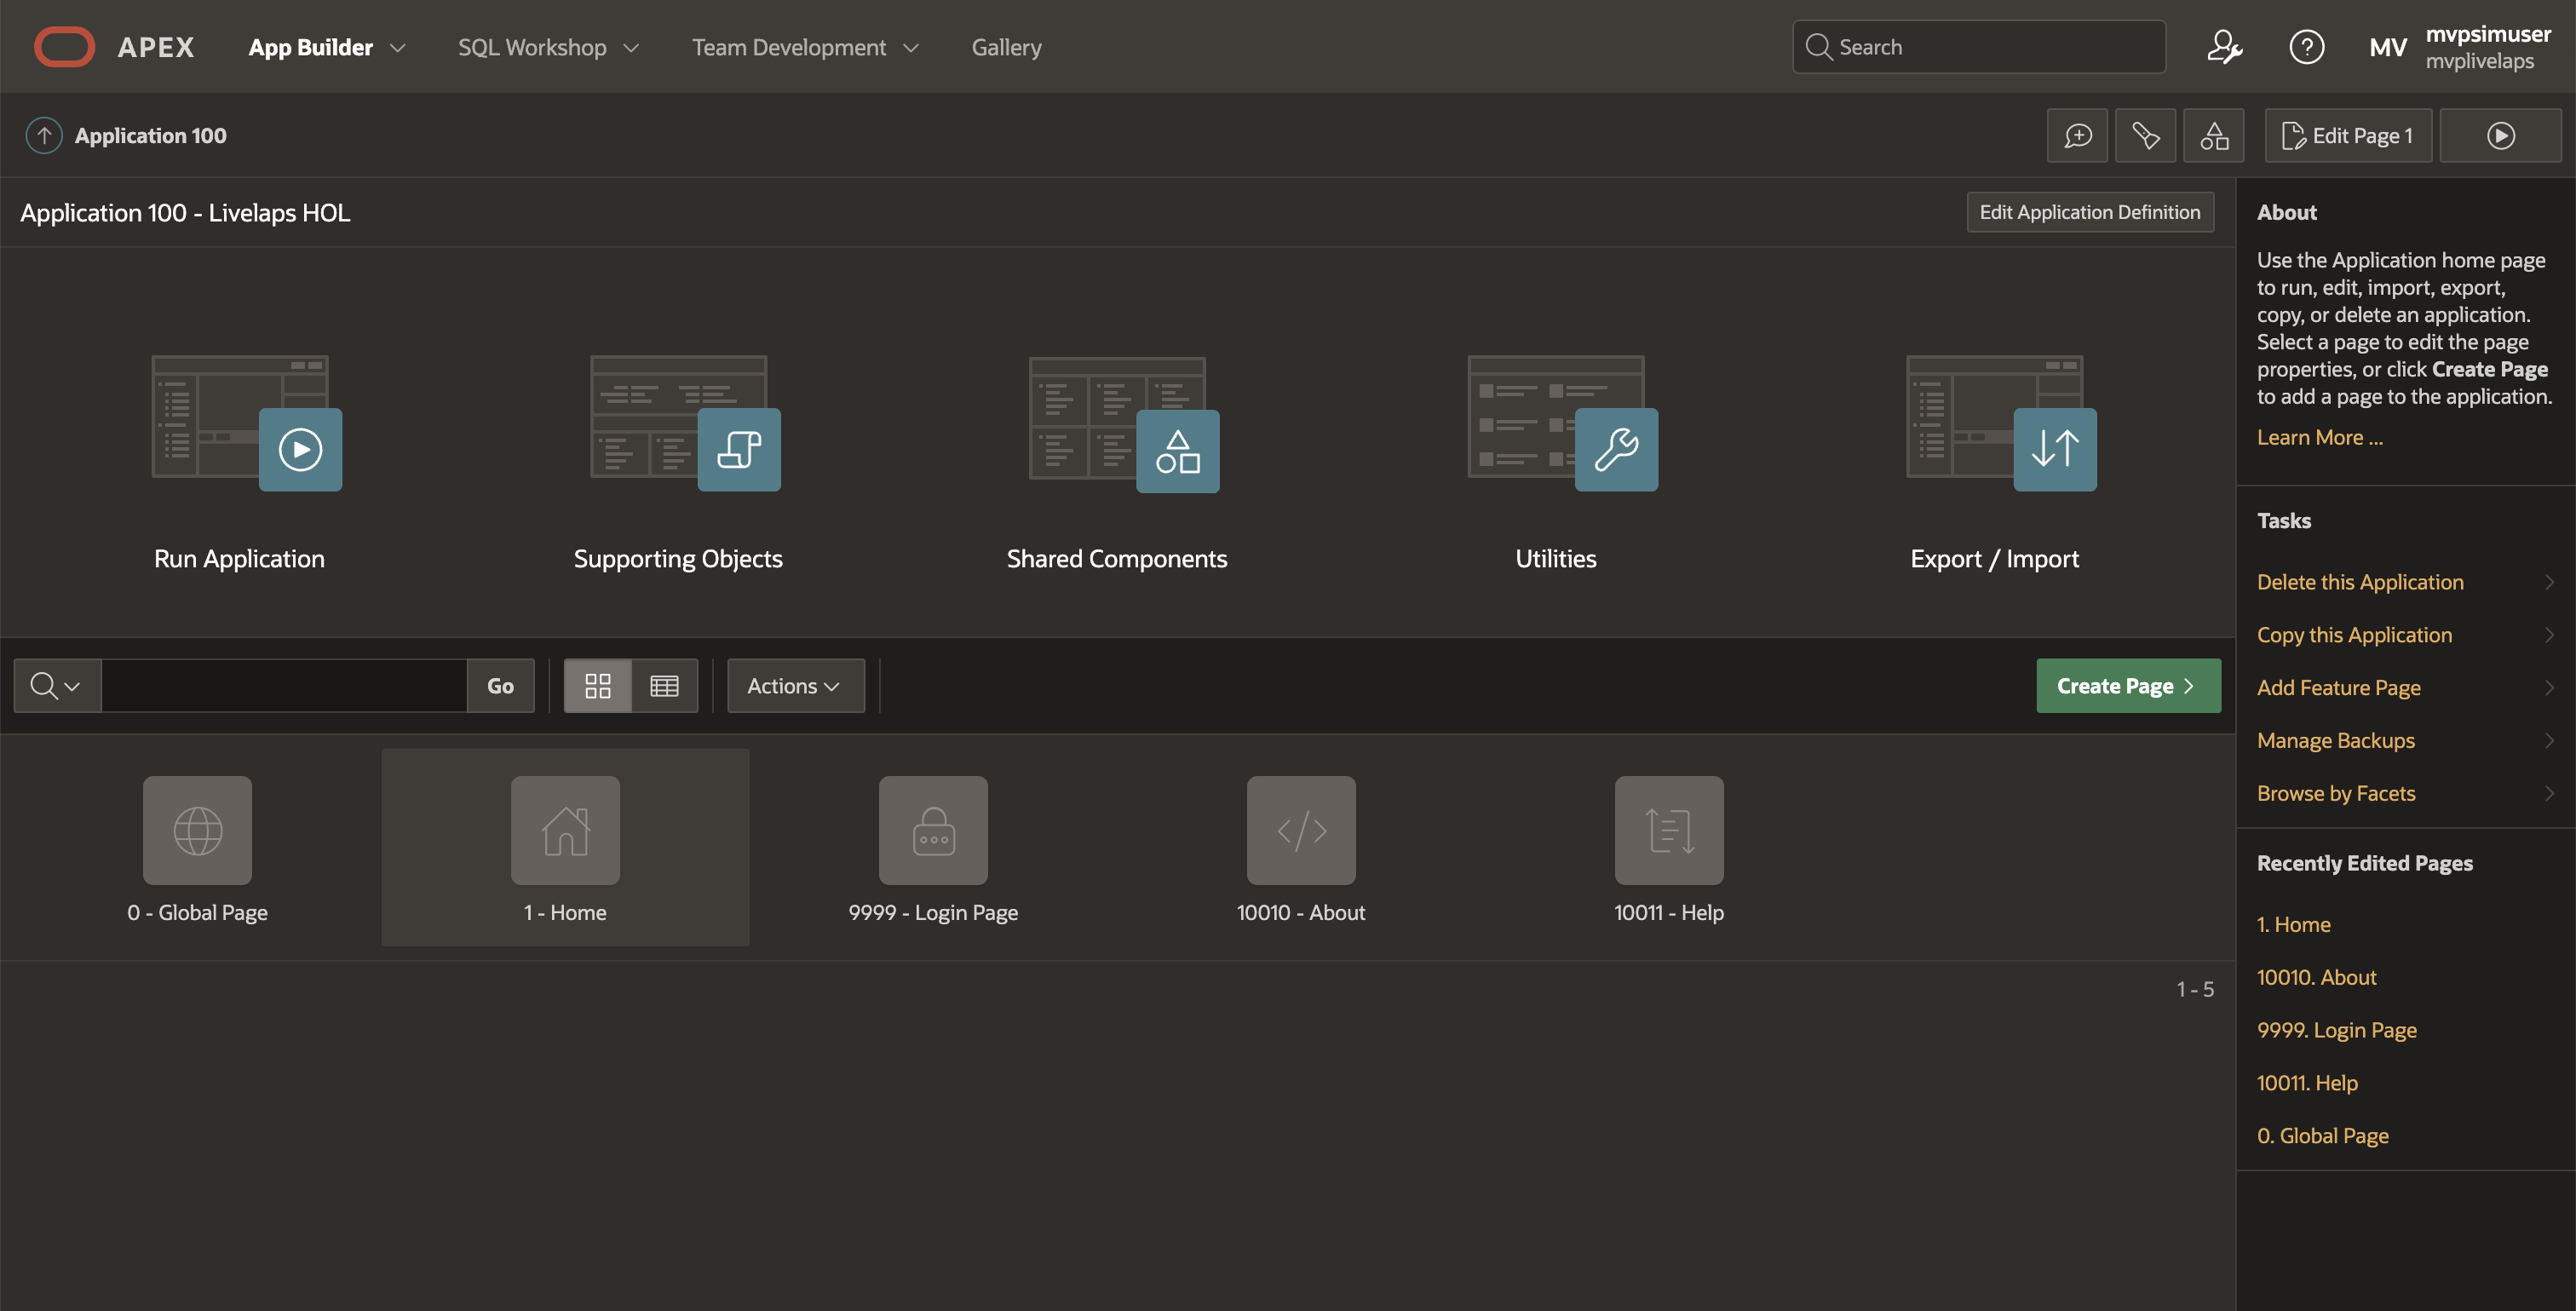 APEX
App Builder
SQL Workshop
Team Development
Gallery
Search
MV
mvpsimuser
mvplivelaps
Application 100
Edit Page 1
Application 100 - Livelaps HOL
Edit Application Definition
Run Application
Supporting Objects
Shared Components
Utilities
Export / Import
Go
Actions
Create Page
0 - Global Page
1 - Home
9999 - Login Page
10010 - About
10011 - Help
1 - 5
About
Use the Application home page
to run, edit, import, export,
copy, or delete an application.
Select a page to edit the page
properties, or click Create Page
to add a page to the application.
Learn More ...
Tasks
Delete this Application
Copy this Application
Add Feature Page
Manage Backups
Browse by Facets
Recently Edited Pages
1. Home
10010. About
9999. Login Page
10011. Help
0. Global Page